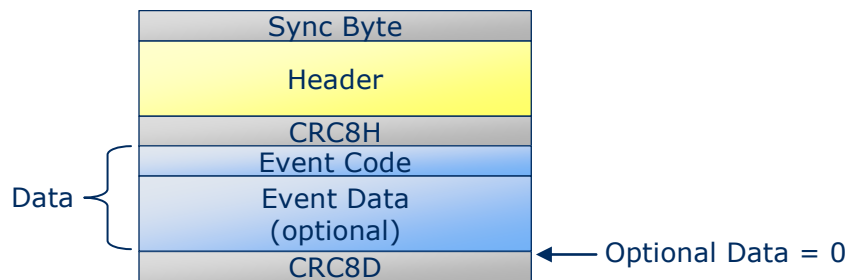 Sync Byte
Header
CRC8H
Event Code
Data
Event Data
(optional)
Optional Data = 0
CRC8D